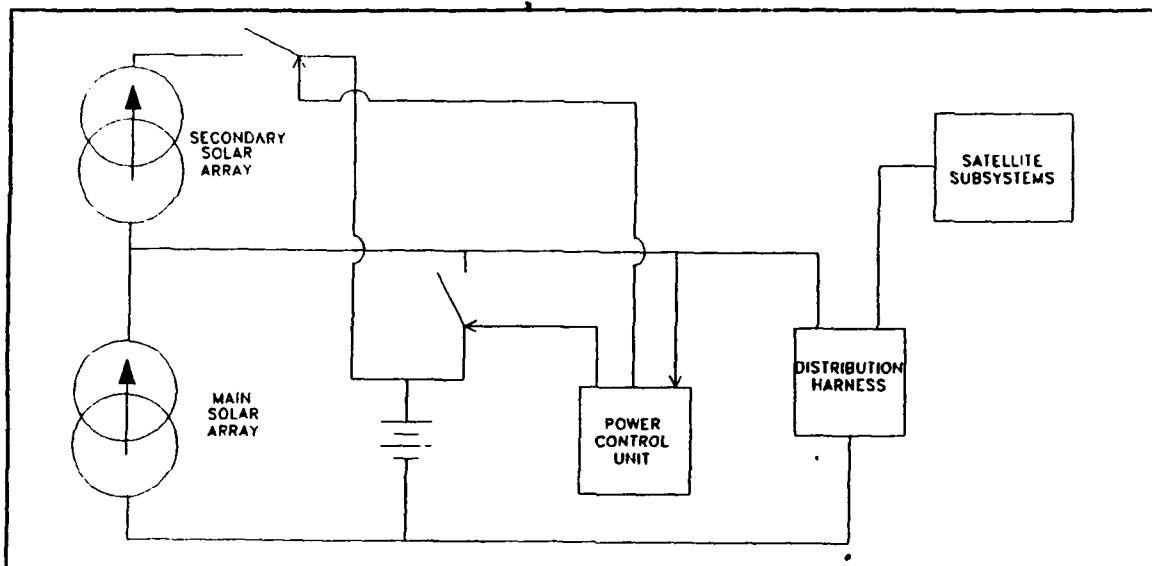 SECONDARY
SOLAR
ARRAY
SATELLITE
SUBSYSTEMS
MAIN
SOLAR
ARRAY
POWER
CONTROL
UNIT
DISTRIBUTION
HARNESS